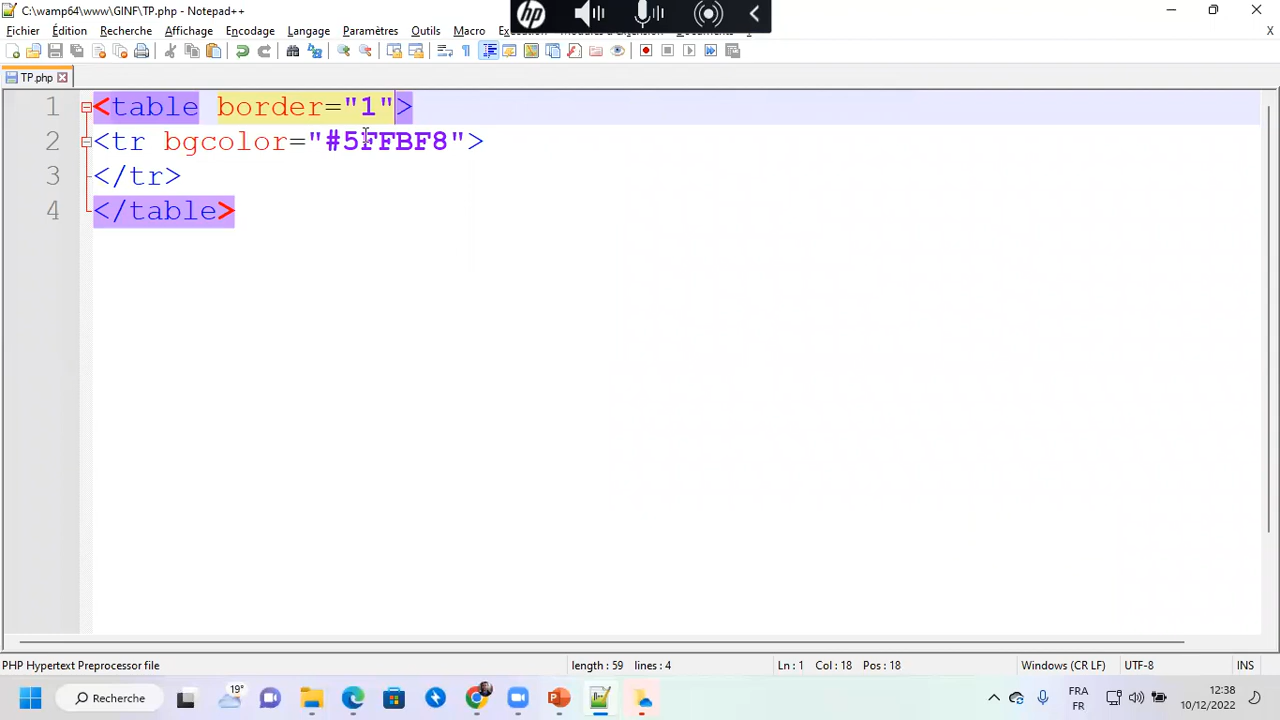 C:\wamp64\www\GINF\TP.php - Notepad++
hp
Fichier Édition Recherche Affichage Encodage Langage Paramètres Outils Macro
X
TP.php
1 <table border="1">
2 <tr bgcolor="#5FFBF8">
3 </tr>
4 </table>
PHP Hypertext Preprocessor file length : 59 lines : 4 Ln : 1 Col : 18 Pos : 18 Windows (CR LF) UTF-8 INS
Recherche 19° FRA FR 12:30 10/12/2022